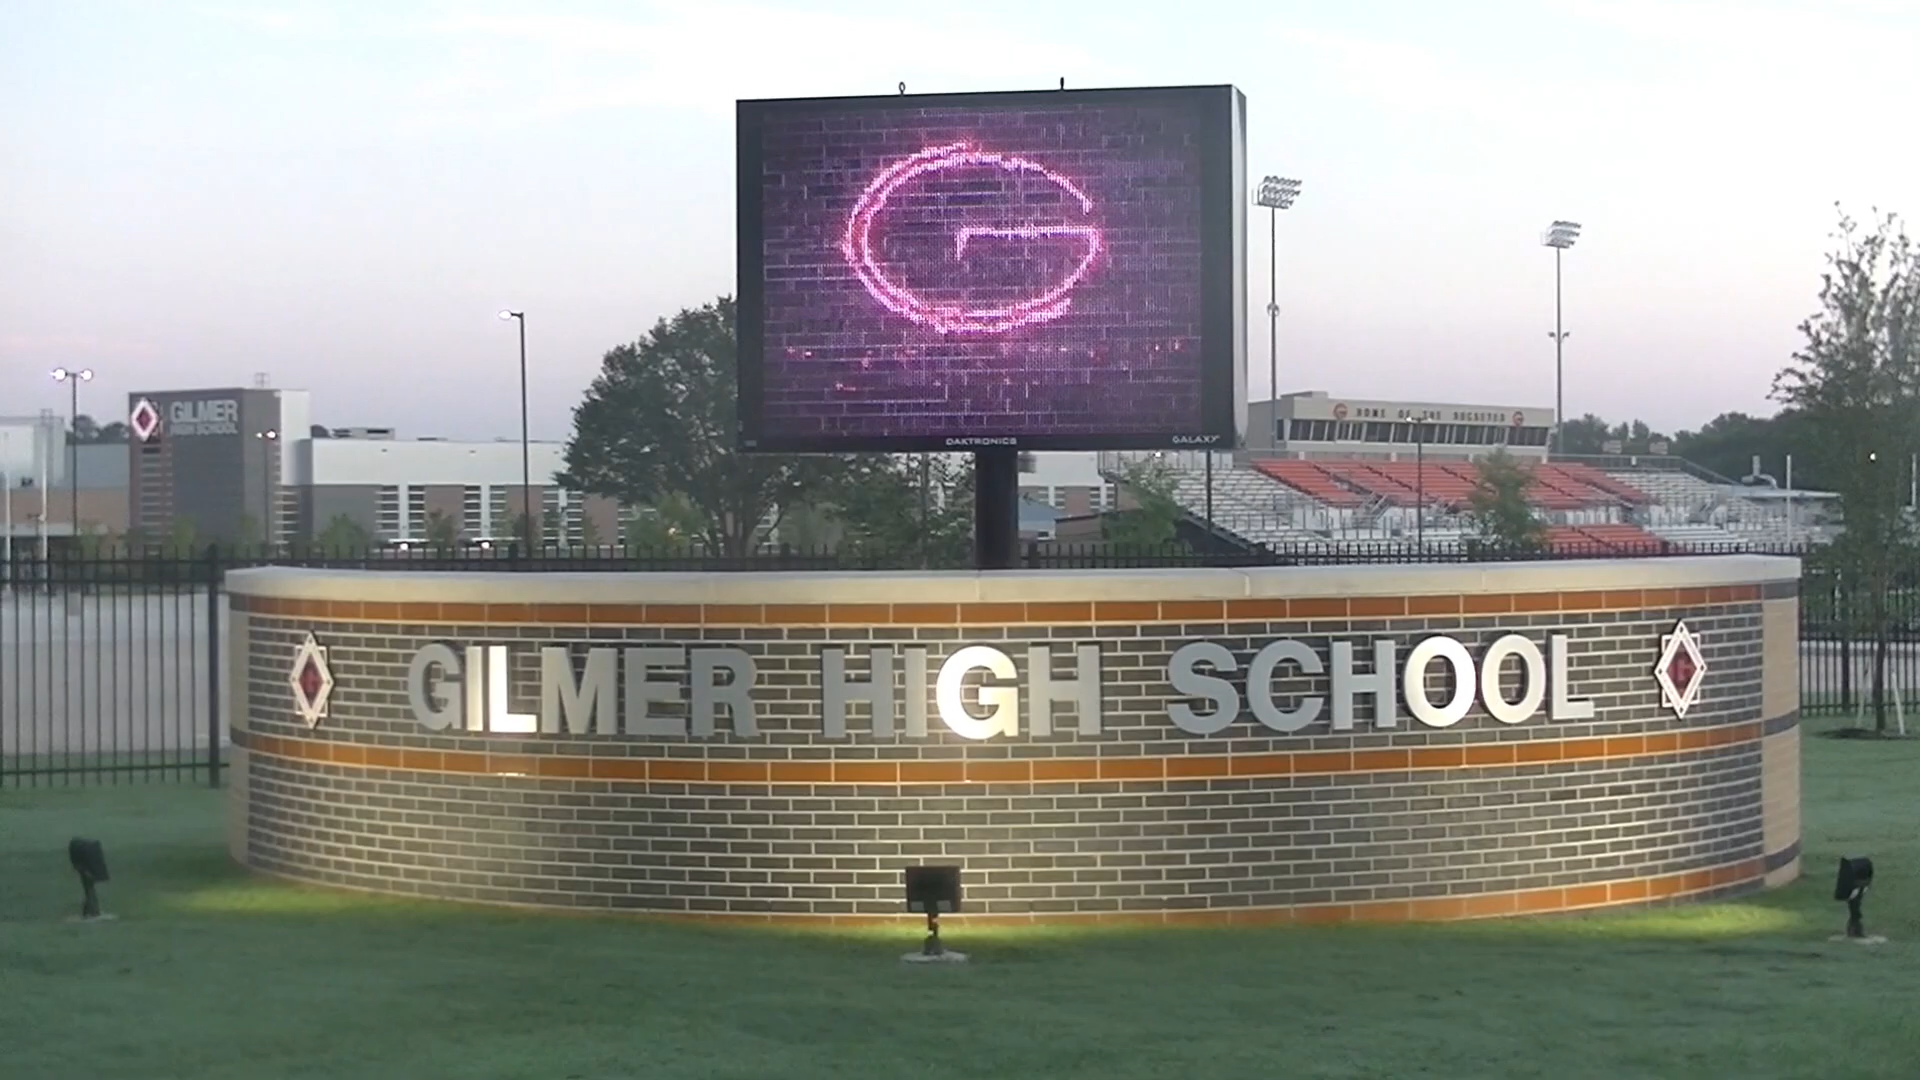 G
DAKTRONICS GALAXY
GILMER
HIGH SCHOOL
HOME OF THE BUCKEYES
GILMER HIGH SCHOOL